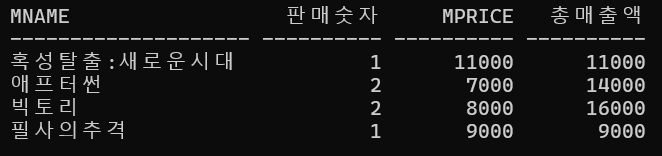 MNAME 판매숫자 MPRICE 총매출액
-------------------- ---------- ---------- ----------
혹성탈출:새로운시대 1 11000 11000
애프터썬 2 7000 14000
빅토리 2 8000 16000
필사의추격 1 9000 9000